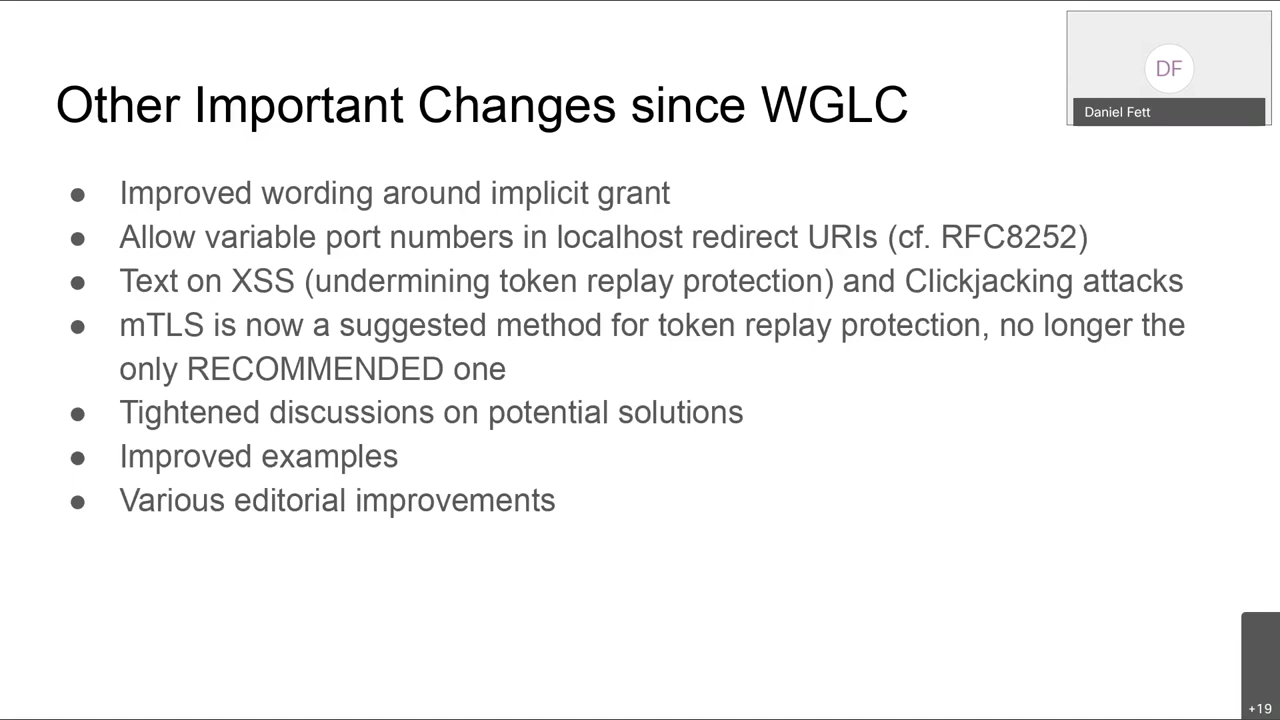 Other Important Changes since WGLC
DF
Daniel Fett
● Improved wording around implicit grant
● Allow variable port numbers in localhost redirect URIs (cf. RFC8252)
● Text on XSS (undermining token replay protection) and Clickjacking attacks
● mTLS is now a suggested method for token replay protection, no longer the
only RECOMMENDED one
● Tightened discussions on potential solutions
● Improved examples
● Various editorial improvements
+19